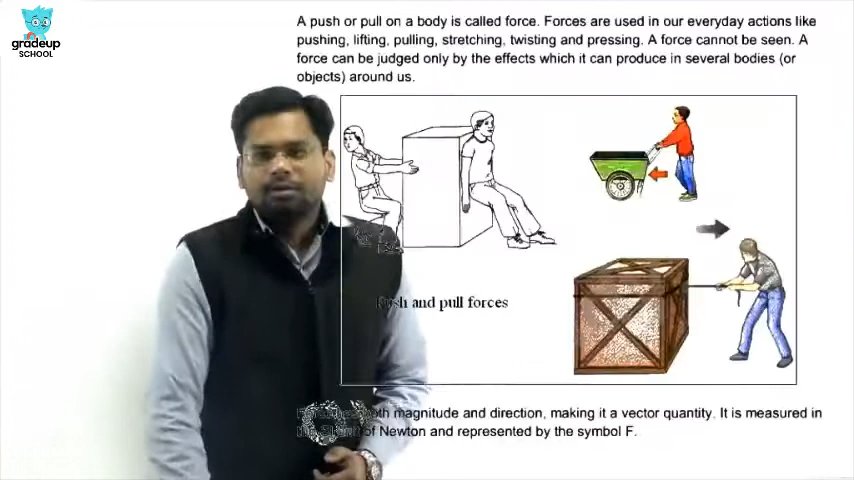 gradeup
SCHOOL
A push or pull on a body is called force. Forces are used in our everyday actions like
pushing, lifting, pulling, stretching, twisting and pressing. A force cannot be seen. A
force can be judged only by the effects which it can produce in several bodies (or
objects) around us.
and pull forces
magnitude and direction, making it a vector quantity. It is measured in
of Newton and represented by the symbol F.